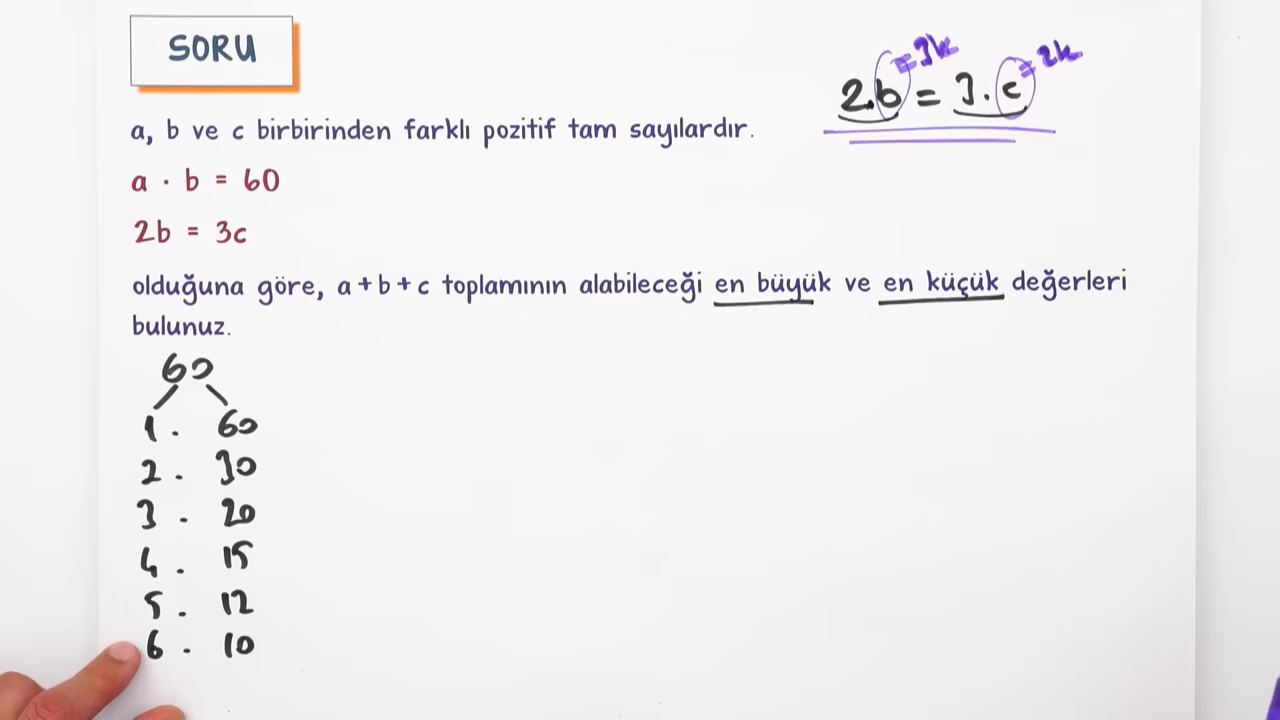 SORU
2.b = 3.c
= 3k
= 2k
a, b ve c birbirinden farklı pozitif tam sayılardır.
a · b = 60
2b = 3c
olduğuna göre, a+b+c toplamının alabileceği en büyük ve en küçük değerleri
bulunuz.
60
1 . 60
2 . 30
3 . 20
4 . 15
5 . 12
6 . 10